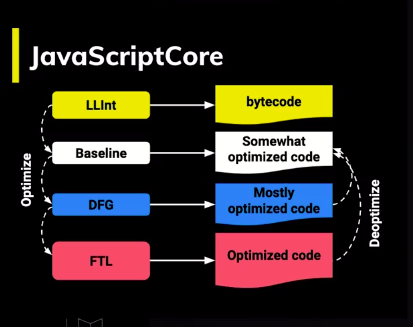 JavaScriptCore
LLInt
bytecode
Baseline
Somewhat
optimized code
DFG
Mostly
optimized code
FTL
Optimized code
Optimize
Deoptimize